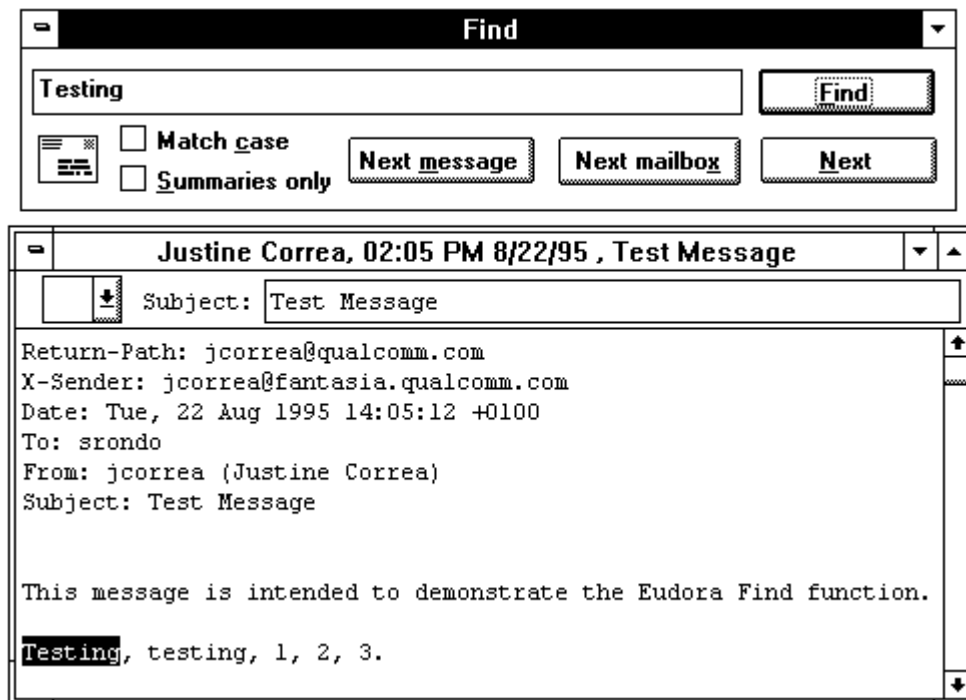 Find
Testing
Find
Match case
Summaries only
Next message
Next mailbox
Next
Justine Correa, 02:05 PM 8/22/95 , Test Message
Subject: Test Message
Return-Path: jcorrea@qualcomm.com
X-Sender: jcorrea@fantasia.qualcomm.com
Date: Tue, 22 Aug 1995 14:05:12 +0100
To: srondo
From: jcorrea (Justine Correa)
Subject: Test Message
This message is intended to demonstrate the Eudora Find function.
Testing, testing, 1, 2, 3.